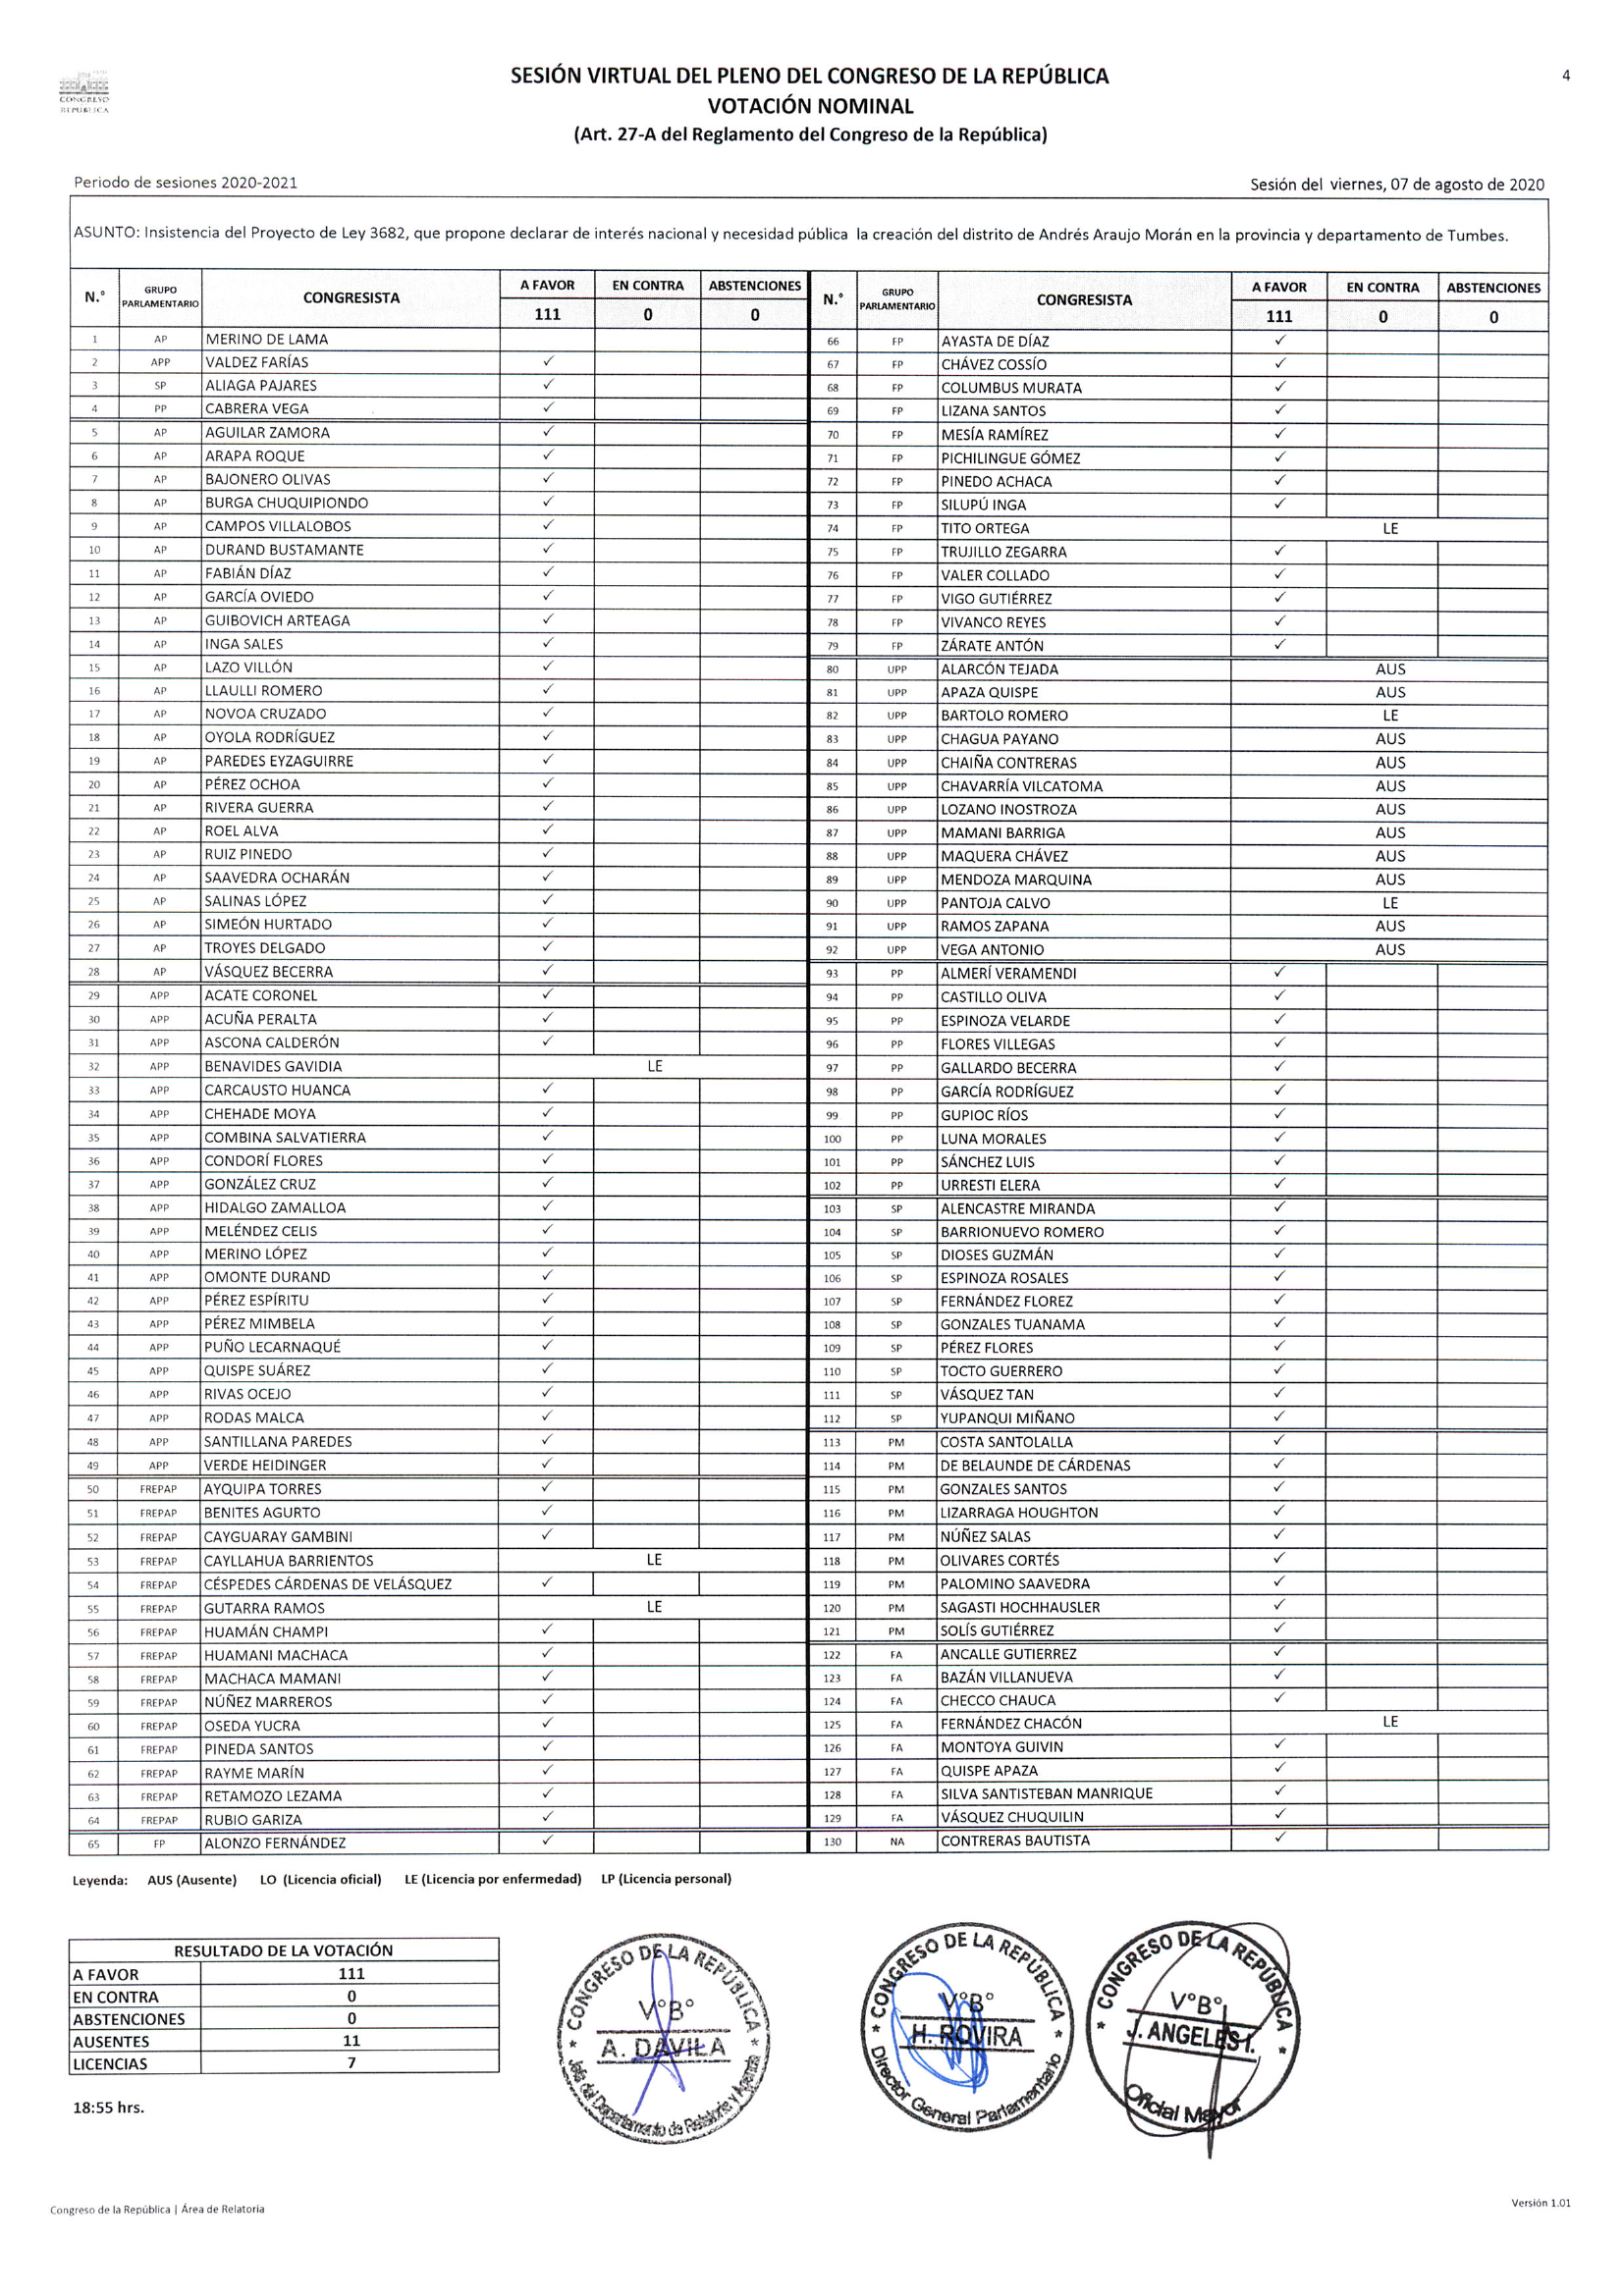 CONGRESO
REPÚBLICA
SESIÓN VIRTUAL DEL PLENO DEL CONGRESO DE LA REPÚBLICA
4
VOTACIÓN NOMINAL
(Art. 27-A del Reglamento del Congreso de la República)
Periodo de sesiones 2020-2021
Sesión del viernes, 07 de agosto de 2020
ASUNTO: Insistencia del Proyecto de Ley 3682, que propone declarar de interés nacional y necesidad pública la creación del distrito de Andrés Araujo Morán en la provincia y departamento de Tumbes.
N.° GRUPO PARLAMENTARIO CONGRESISTA A FAVOR EN CONTRA ABSTENCIONES
111 0 0
1 AP MERINO DE LAMA
2 APP VALDEZ FARÍAS ✓
3 SP ALIAGA PAJARES ✓
4 PP CABRERA VEGA ✓
5 AP AGUILAR ZAMORA ✓
6 AP ARAPA ROQUE ✓
7 AP BAJONERO OLIVAS ✓
8 AP BURGA CHUQUIPIONDO ✓
9 AP CAMPOS VILLALOBOS ✓
10 AP DURAND BUSTAMANTE ✓
11 AP FABIÁN DÍAZ ✓
12 AP GARCÍA OVIEDO ✓
13 AP GUIBOVICH ARTEAGA ✓
14 AP INGA SALES ✓
15 AP LAZO VILLÓN ✓
16 AP LLAULLI ROMERO ✓
17 AP NOVOA CRUZADO ✓
18 AP OYOLA RODRÍGUEZ ✓
19 AP PAREDES EYZAGUIRRE ✓
20 AP PÉREZ OCHOA ✓
21 AP RIVERA GUERRA ✓
22 AP ROEL ALVA ✓
23 AP RUIZ PINEDO ✓
24 AP SAAVEDRA OCHARÁN ✓
25 AP SALINAS LÓPEZ ✓
26 AP SIMEÓN HURTADO ✓
27 AP TROYES DELGADO ✓
28 AP VÁSQUEZ BECERRA ✓
29 APP ACATE CORONEL ✓
30 APP ACUÑA PERALTA ✓
31 APP ASCONA CALDERÓN ✓
32 APP BENAVIDES GAVIDIA LE
33 APP CARCAUSTO HUANCA ✓
34 APP CHEHADE MOYA ✓
35 APP COMBINA SALVATIERRA ✓
36 APP CONDORÍ FLORES ✓
37 APP GONZÁLEZ CRUZ ✓
38 APP HIDALGO ZAMALLOA ✓
39 APP MELÉNDEZ CELIS ✓
40 APP MERINO LÓPEZ ✓
41 APP OMONTE DURAND ✓
42 APP PÉREZ ESPÍRITU ✓
43 APP PÉREZ MIMBELA ✓
44 APP PUÑO LECARNAQUÉ ✓
45 APP QUISPE SUÁREZ ✓
46 APP RIVAS OCEJO ✓
47 APP RODAS MALCA ✓
48 APP SANTILLANA PAREDES ✓
49 APP VERDE HEIDINGER ✓
50 FREPAP AYQUIPA TORRES ✓
51 FREPAP BENITES AGURTO ✓
52 FREPAP CAYGUARAY GAMBINI ✓
53 FREPAP CAYLLAHUA BARRIENTOS LE
54 FREPAP CÉSPEDES CÁRDENAS DE VELÁSQUEZ ✓
55 FREPAP GUTARRA RAMOS LE
56 FREPAP HUAMÁN CHAMPI ✓
57 FREPAP HUAMANI MACHACA ✓
58 FREPAP MACHACA MAMANI ✓
59 FREPAP NÚÑEZ MARREROS ✓
60 FREPAP OSEDA YUCRA ✓
61 FREPAP PINEDA SANTOS ✓
62 FREPAP RAYME MARÍN ✓
63 FREPAP RETAMOZO LEZAMA ✓
64 FREPAP RUBIO GARIZA ✓
65 FP ALONZO FERNÁNDEZ ✓
N.° GRUPO PARLAMENTARIO CONGRESISTA A FAVOR EN CONTRA ABSTENCIONES
111 0 0
66 FP AYASTA DE DÍAZ ✓
67 FP CHÁVEZ COSSÍO ✓
68 FP COLUMBUS MURATA ✓
69 FP LIZANA SANTOS ✓
70 FP MESÍA RAMÍREZ ✓
71 FP PICHILINGUE GÓMEZ ✓
72 FP PINEDO ACHACA ✓
73 FP SILUPÚ INGA ✓
74 FP TITO ORTEGA LE
75 FP TRUJILLO ZEGARRA ✓
76 FP VALER COLLADO ✓
77 FP VIGO GUTIÉRREZ ✓
78 FP VIVANCO REYES ✓
79 FP ZÁRATE ANTÓN ✓
80 UPP ALARCÓN TEJADA AUS
81 UPP APAZA QUISPE AUS
82 UPP BARTOLO ROMERO LE
83 UPP CHAGUA PAYANO AUS
84 UPP CHAIÑA CONTRERAS AUS
85 UPP CHAVARRÍA VILCATOMA AUS
86 UPP LOZANO INOSTROZA AUS
87 UPP MAMANI BARRIGA AUS
88 UPP MAQUERA CHÁVEZ AUS
89 UPP MENDOZA MARQUINA AUS
90 UPP PANTOJA CALVO LE
91 UPP RAMOS ZAPANA AUS
92 UPP VEGA ANTONIO AUS
93 PP ALMERÍ VERAMENDI ✓
94 PP CASTILLO OLIVA ✓
95 PP ESPINOZA VELARDE ✓
96 PP FLORES VILLEGAS ✓
97 PP GALLARDO BECERRA ✓
98 PP GARCÍA RODRÍGUEZ ✓
99 PP GUPIOC RÍOS ✓
100 PP LUNA MORALES ✓
101 PP SÁNCHEZ LUIS ✓
102 PP URRESTI ELERA ✓
103 SP ALENCASTRE MIRANDA ✓
104 SP BARRIONUEVO ROMERO ✓
105 SP DIOSES GUZMÁN ✓
106 SP ESPINOZA ROSALES ✓
107 SP FERNÁNDEZ FLOREZ ✓
108 SP GONZALES TUANAMA ✓
109 SP PÉREZ FLORES ✓
110 SP TOCTO GUERRERO ✓
111 SP VÁSQUEZ TAN ✓
112 SP YUPANQUI MIÑANO ✓
113 PM COSTA SANTOLALLA ✓
114 PM DE BELAUNDE DE CÁRDENAS ✓
115 PM GONZALES SANTOS ✓
116 PM LIZARRAGA HOUGHTON ✓
117 PM NÚÑEZ SALAS ✓
118 PM OLIVARES CORTÉS ✓
119 PM PALOMINO SAAVEDRA ✓
120 PM SAGASTI HOCHHAUSLER ✓
121 PM SOLÍS GUTIÉRREZ ✓
122 FA ANCALLE GUTIERREZ ✓
123 FA BAZÁN VILLANUEVA ✓
124 FA CHECCO CHAUCA ✓
125 FA FERNÁNDEZ CHACÓN LE
126 FA MONTOYA GUIVIN ✓
127 FA QUISPE APAZA ✓
128 FA SILVA SANTISTEBAN MANRIQUE ✓
129 FA VÁSQUEZ CHUQUILIN ✓
130 NA CONTRERAS BAUTISTA ✓
Leyenda: AUS (Ausente) LO (Licencia oficial) LE (Licencia por enfermedad) LP (Licencia personal)
RESULTADO DE LA VOTACIÓN
A FAVOR 111
EN CONTRA 0
ABSTENCIONES 0
AUSENTES 11
LICENCIAS 7
18:55 hrs.
* CONGRESO DE LA REPÚBLICA *
V°B°
A. DAVILA
Jefe del Departamento de Relatoría y Agenda
* CONGRESO DE LA REPÚBLICA *
V°B°
H. ROVIRA
Director General Parlamentario
* CONGRESO DE LA REPÚBLICA *
V°B°
J. ANGELES I.
Oficial Mayor
Congreso de la República | Área de Relatoría
Versión 1.01